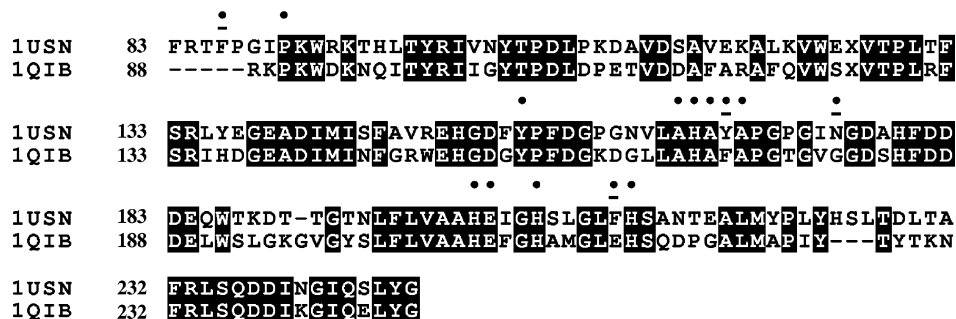 1USN 83 FRTFPGIPKWRKTHLTYRIVNYTPDLPKDAVDSAVEKALKVWEXVTPLTF
1QIB 88 -----RKPKWDKNQITYRIIGYTPDLDPETVDDAFARAFQVWSXVTPLRF
1USN 133 SRLYEGEADIMISFAVREHGDFYPFDGPGNVLAHAYAPGPGINGDAHFDD
1QIB 133 SRIHDGEADIMINFGRWEHGDGYPFDGKDGLLAHAFAPGTGVGGDSHFDD
1USN 183 DEQWTKDT-TGTNLFLVAAHEIGHSLGLFHSANTEALMYPLYHSLTDLTA
1QIB 188 DELWSLGKGVGYSLFLVAAHEFGHAMGLEHSQDPGALMAPIY---TYTKN
1USN 232 FRLSQDDINGIQSLYG
1QIB 232 FRLSQDDIKGIQELYG